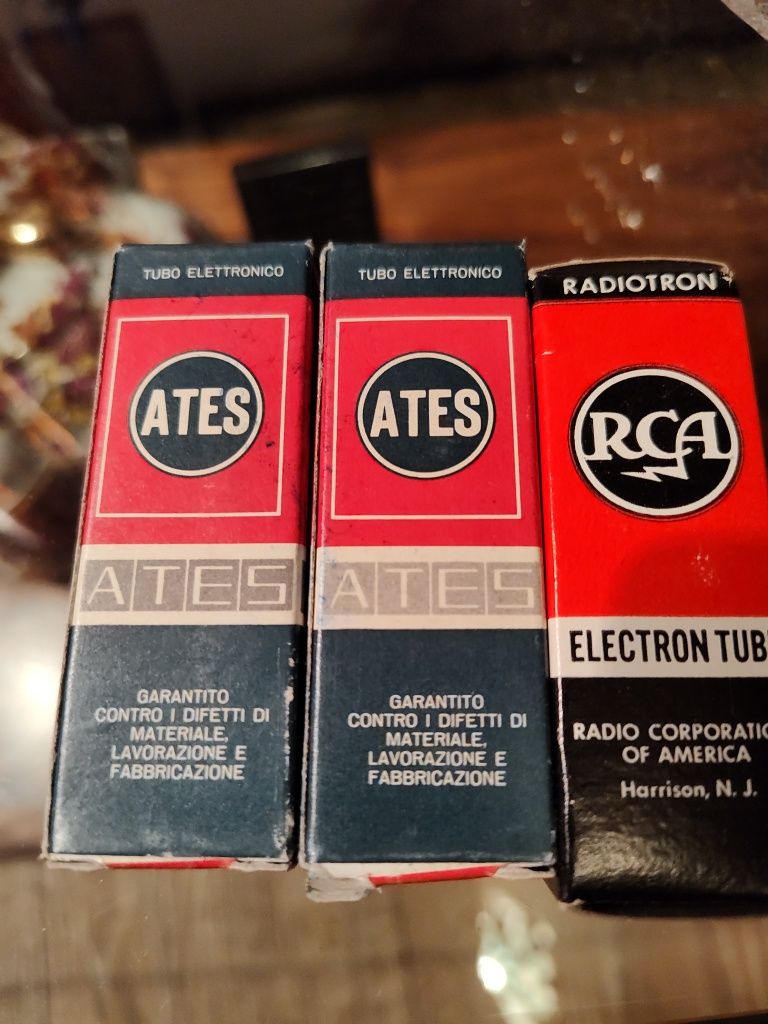 TUBO ELETTRONICO
ATES
ATES
GARANTITO
CONTRO I DIFETTI DI
MATERIALE,
LAVORAZIONE E
FABBRICAZIONE
TUBO ELETTRONICO
ATES
ATES
GARANTITO
CONTRO I DIFETTI DI
MATERIALE,
LAVORAZIONE E
FABBRICAZIONE
RADIOTRON
RCA
ELECTRON TUB
RADIO CORPORATIO
OF AMERICA
Harrison, N. J.